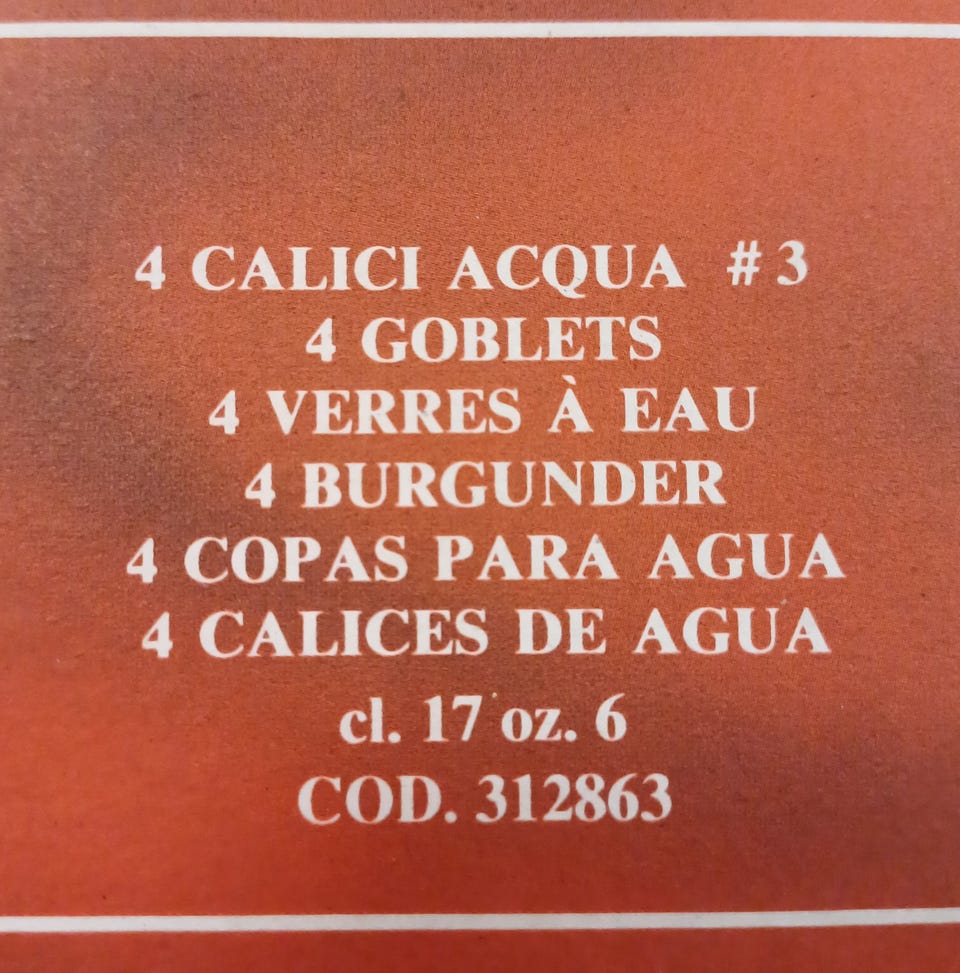 4 CALICI ACQUA #3
4 GOBLETS
4 VERRES À EAU
4 BURGUNDER
4 COPAS PARA AGUA
4 CALICES DE AGUA
cl. 17 oz. 6
COD. 312863